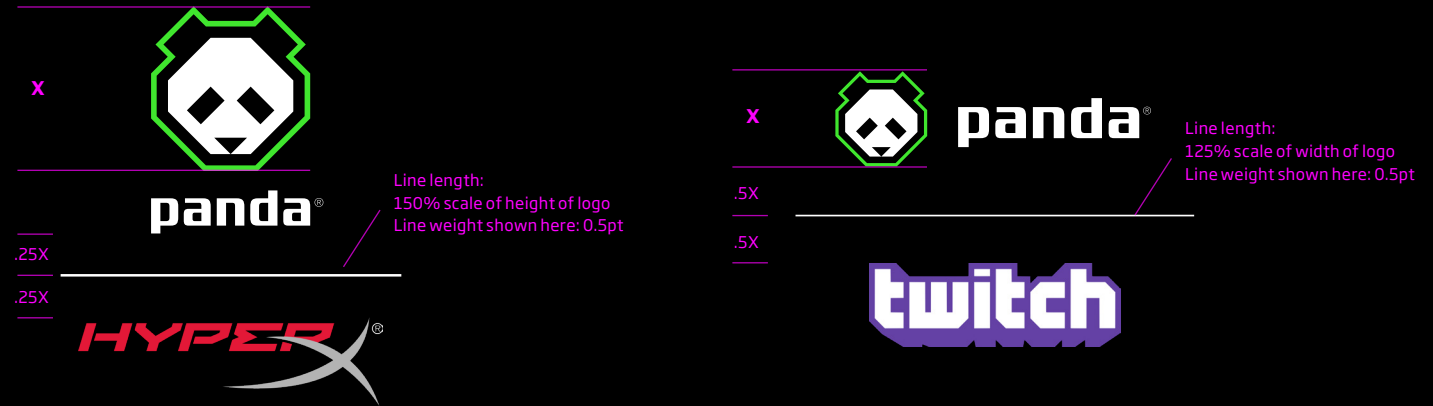 X
panda®
Line length:
150% scale of height of logo
Line weight shown here: 0.5pt
.25X
.25X
HYPERX®
X
panda®
Line length:
125% scale of width of logo
Line weight shown here: 0.5pt
.5X
.5X
twitch